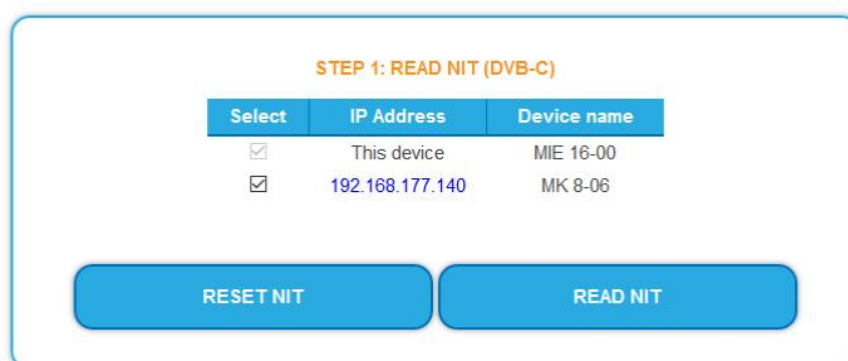 STEP 1: READ NIT (DVB-C)
Select IP Address Device name
This device MIE 16-00
192.168.177.140 MK 8-06
RESET NIT READ NIT